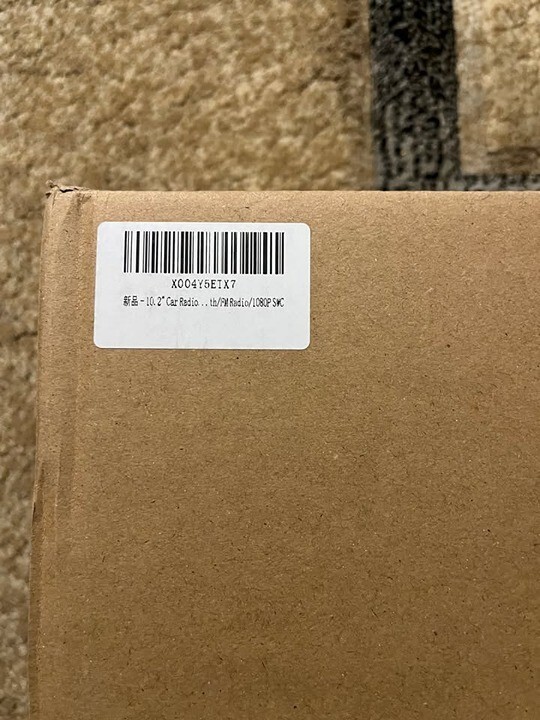 X004Y5EIX7
新品 - 10.2" Car Radio...th/FM Radio/1080P SWC